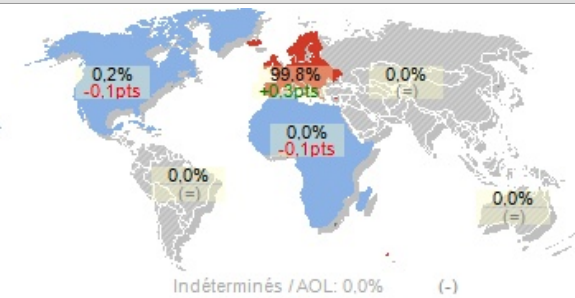 0,2%
-0,1pts
99,8%
+0,3pts
0,0%
(=)
0,0%
-0,1pts
0,0%
(=)
0,0%
(=)
Indéterminés / AOL: 0,0% (-)